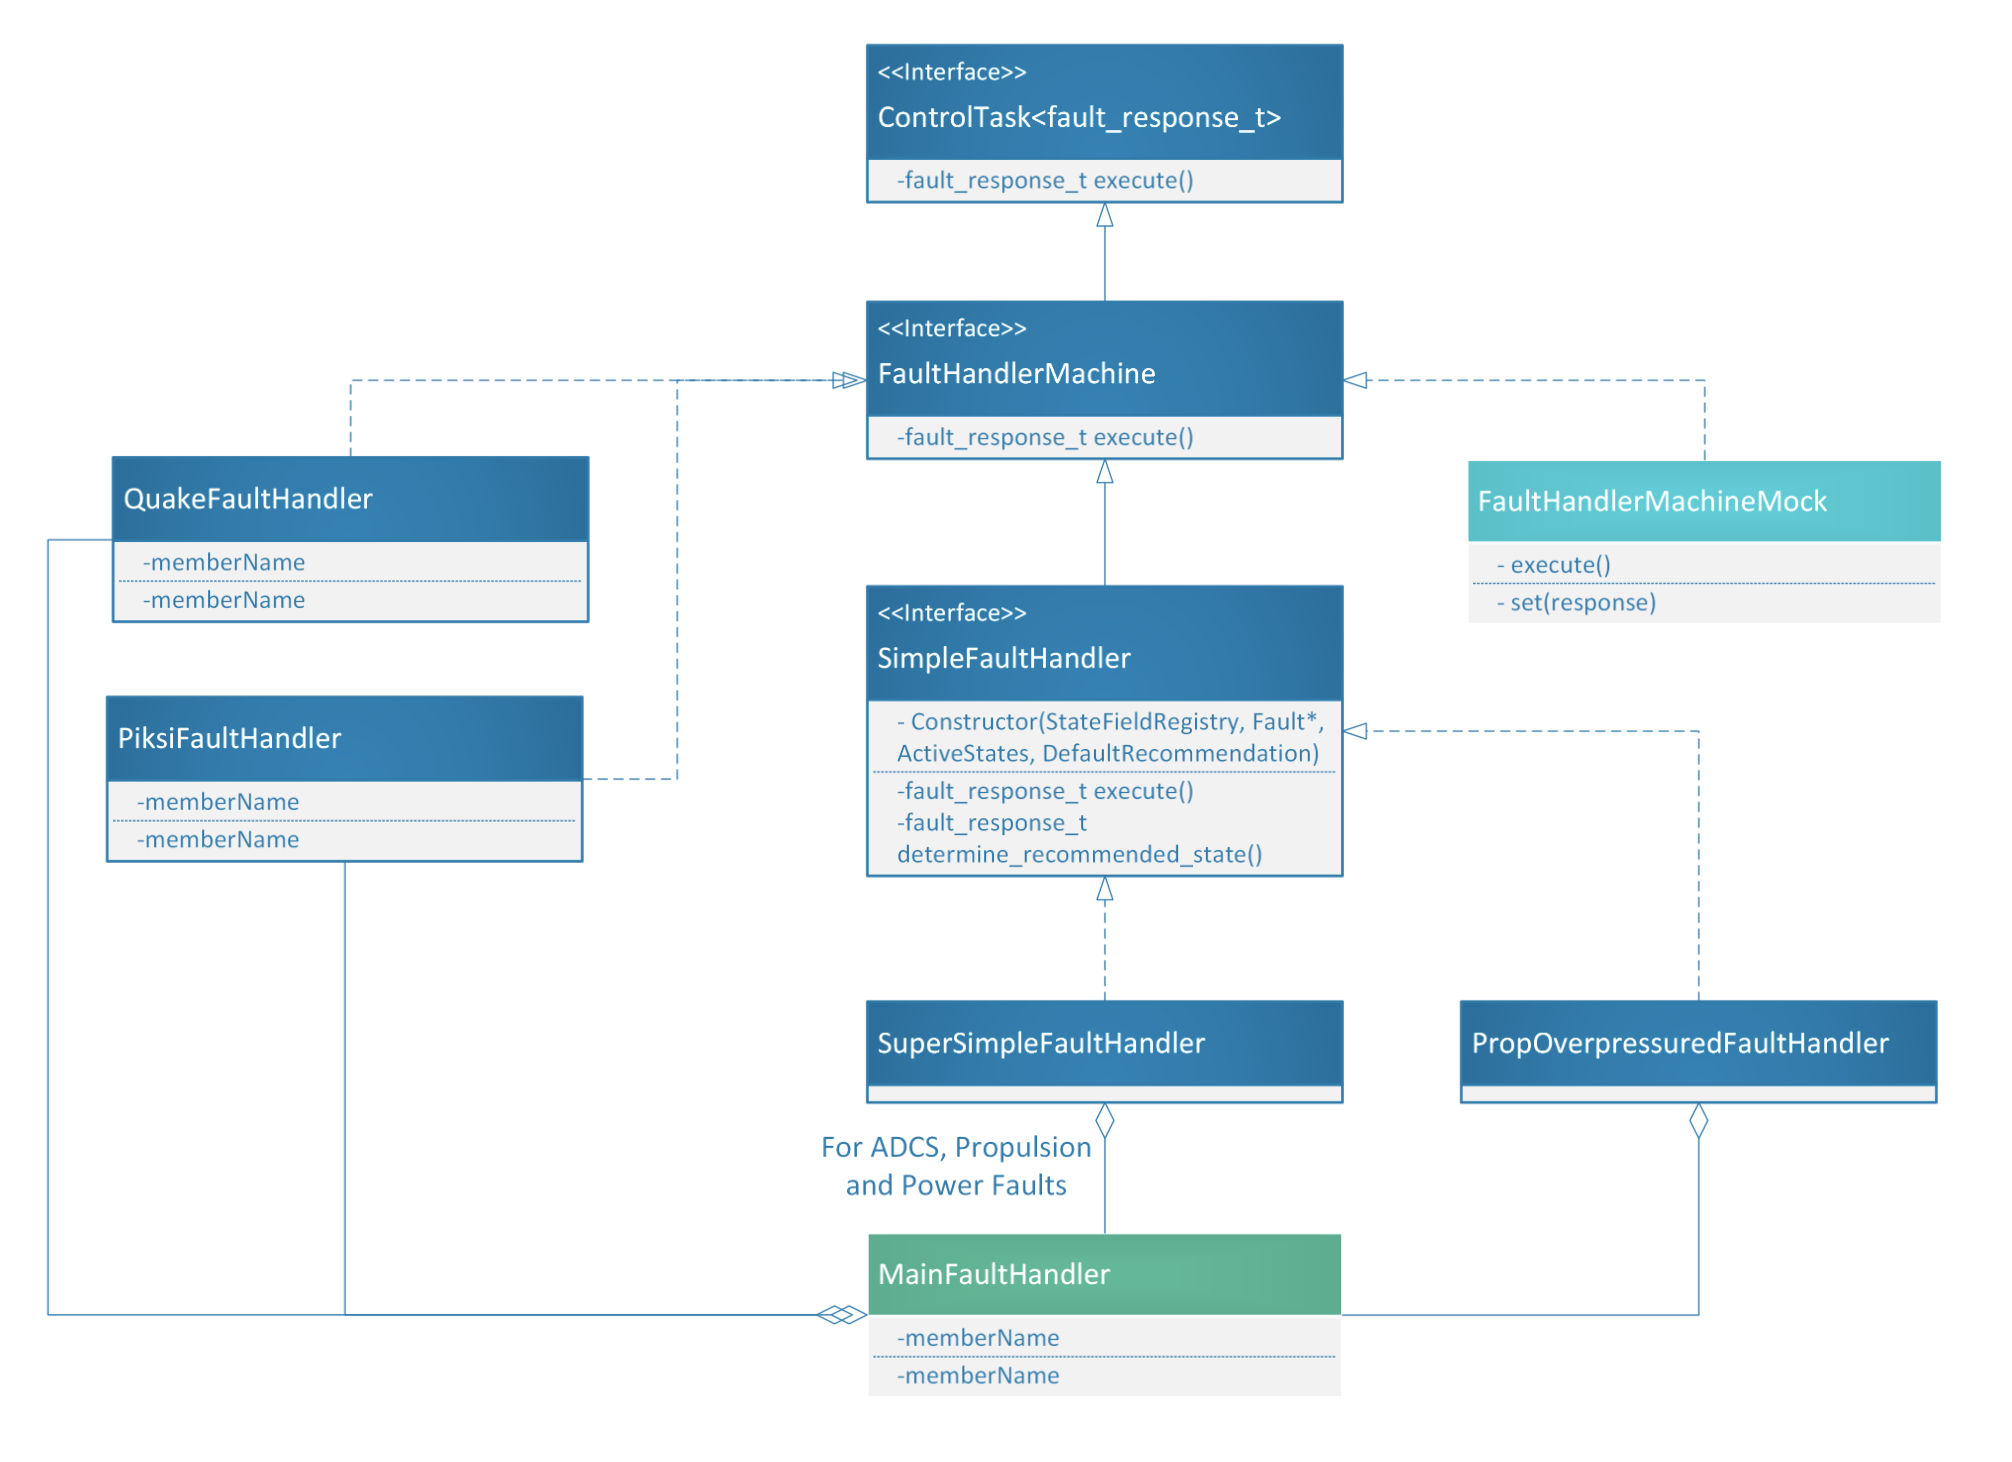 <<Interface>>
ControlTask<fault_response_t>
-fault_response_t execute()
<<Interface>>
FaultHandlerMachine
-fault_response_t execute()
QuakeFaultHandler
-memberName
-memberName
FaultHandlerMachineMock
- execute()
- set(response)
<<Interface>>
SimpleFaultHandler
- Constructor(StateFieldRegistry, Fault*,
ActiveStates, DefaultRecommendation)
-fault_response_t execute()
-fault_response_t
determine_recommended_state()
PiksiFaultHandler
-memberName
-memberName
SuperSimpleFaultHandler
PropOverpressuredFaultHandler
For ADCS, Propulsion
and Power Faults
MainFaultHandler
-memberName
-memberName